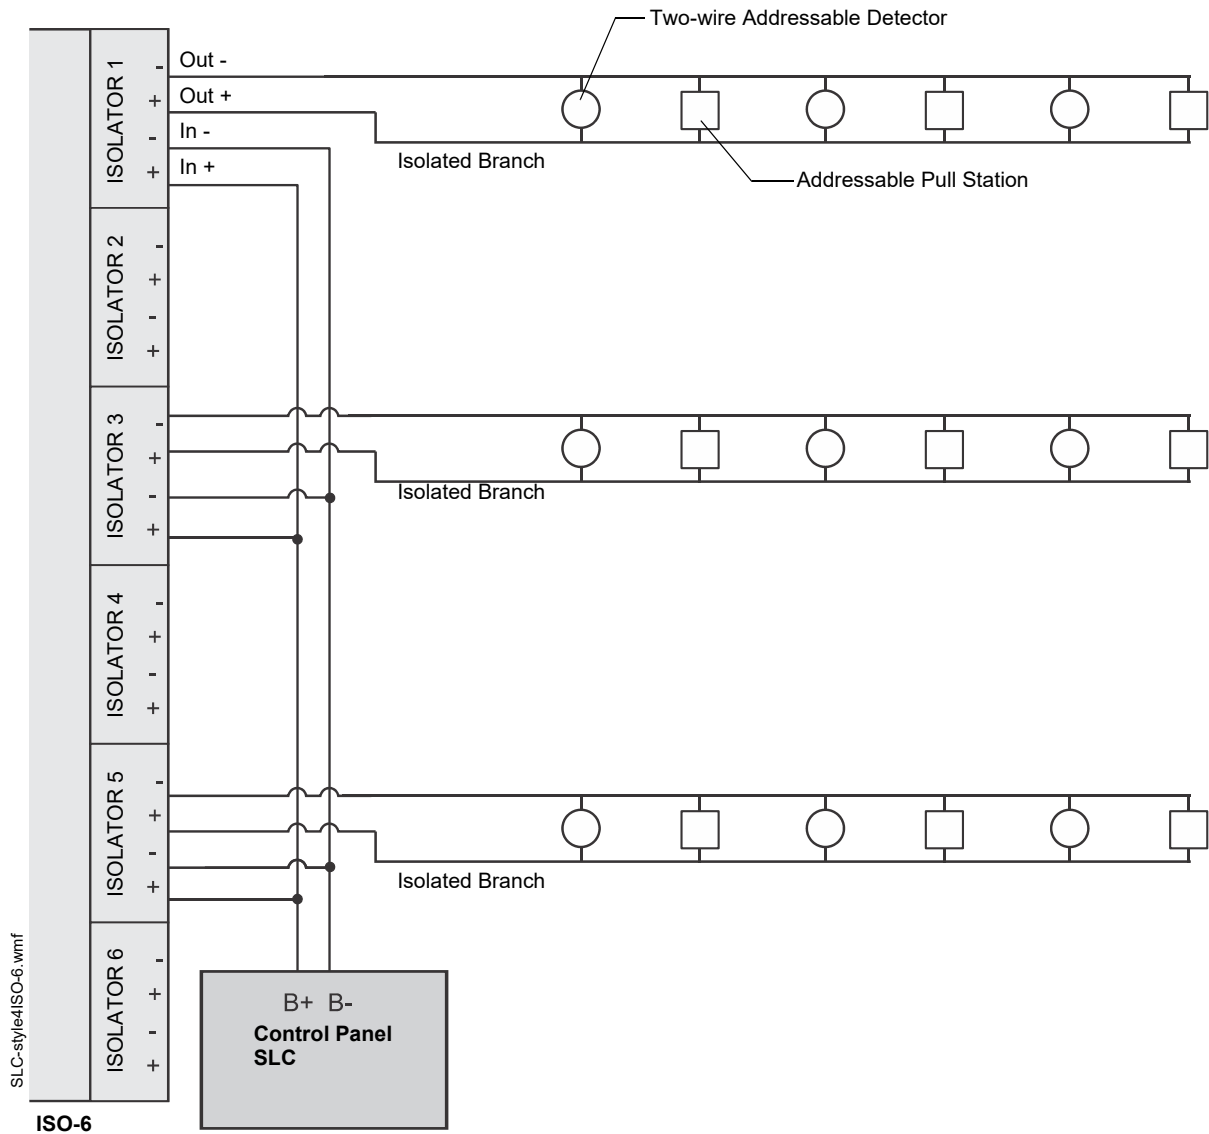 Two-wire Addressable Detector
ISOLATOR 1
-
+
-
+
Out -
Out +
In -
In +
Isolated Branch
Addressable Pull Station
ISOLATOR 2
-
+
-
+
ISOLATOR 3
-
+
-
+
Isolated Branch
ISOLATOR 4
-
+
-
+
ISOLATOR 5
-
+
-
+
Isolated Branch
ISOLATOR 6
-
+
-
+
B+ B-
Control Panel
SLC
SLC-style4ISO-6.wmf
ISO-6